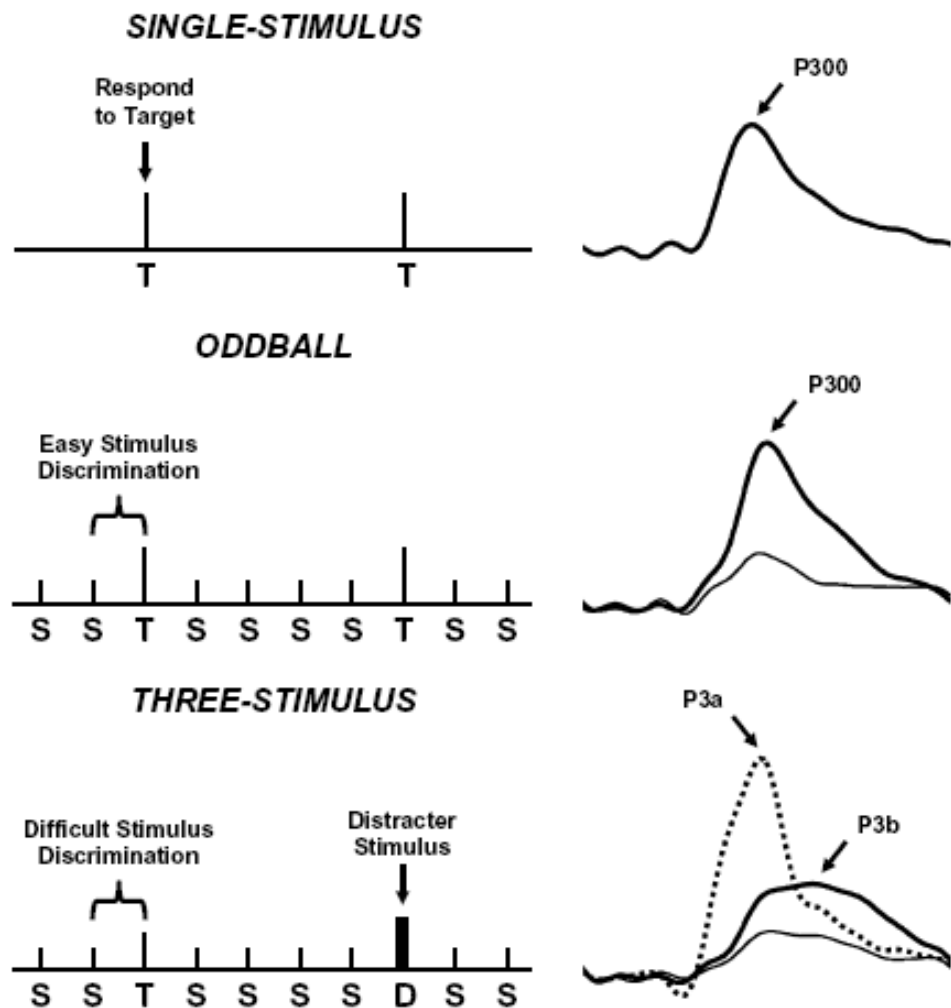 SINGLE-STIMULUS
Respond
to Target
P300
T T
ODDBALL
P300
Easy Stimulus
Discrimination
S S T S S S S T S S
THREE-STIMULUS
P3a
Difficult Stimulus
Discrimination
Distracter
Stimulus
P3b
S S T S S S S D S S